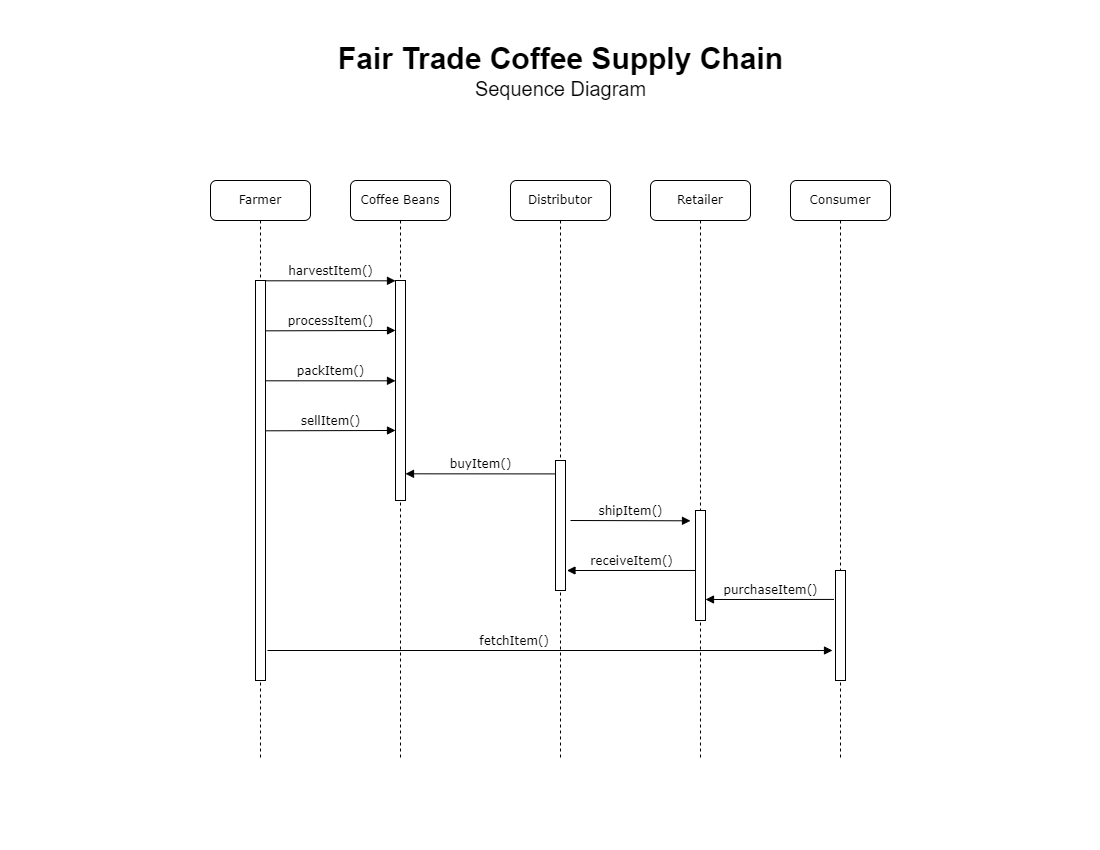 Fair Trade Coffee Supply Chain
Sequence Diagram
Farmer
Coffee Beans
Distributor
Retailer
Consumer
harvestItem()
processItem()
packItem()
sellItem()
buyItem()
shipItem()
receiveItem()
purchaseItem()
fetchItem()